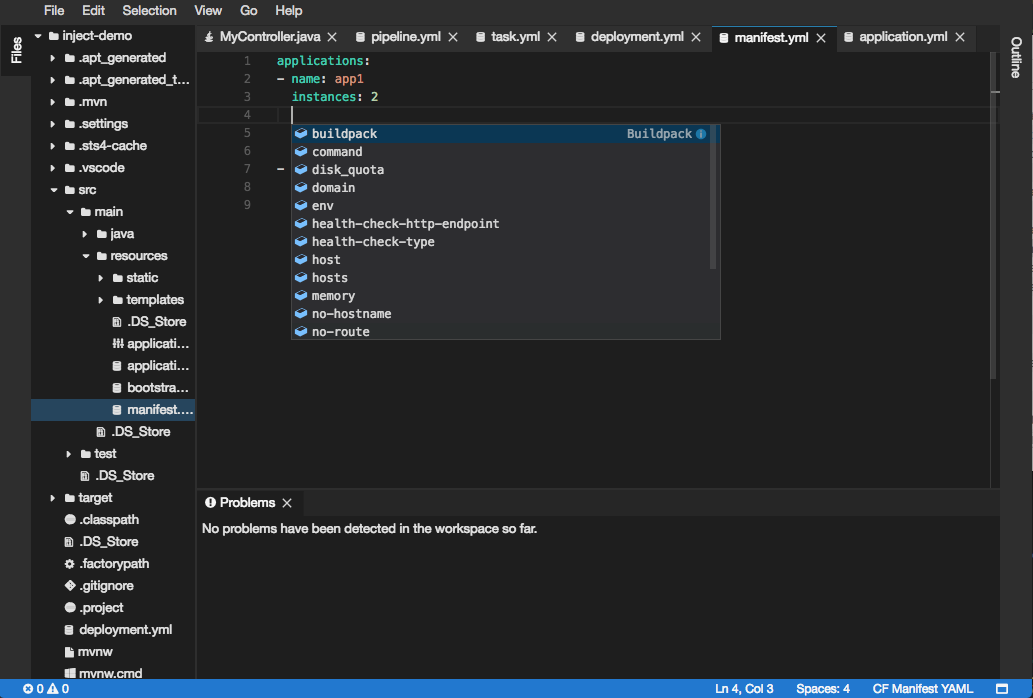 File Edit Selection View Go Help
Files
inject-demo
.apt_generated
.apt_generated_t...
.mvn
.settings
.sts4-cache
.vscode
src
main
java
resources
static
templates
.DS_Store
applicati...
applicati...
bootstra...
manifest....
.DS_Store
test
.DS_Store
target
.classpath
.DS_Store
.factorypath
.gitignore
.project
deployment.yml
mvnw
mvnw.cmd
MyController.java pipeline.yml task.yml deployment.yml manifest.yml application.yml
1 applications:
2 - name: app1
3 instances: 2
4
5
6
7 -
8
9
buildpack Buildpack
command
disk_quota
domain
env
health-check-http-endpoint
health-check-type
host
hosts
memory
no-hostname
no-route
Outline
Problems
No problems have been detected in the workspace so far.
0 0 Ln 4, Col 3 Spaces: 4 CF Manifest YAML